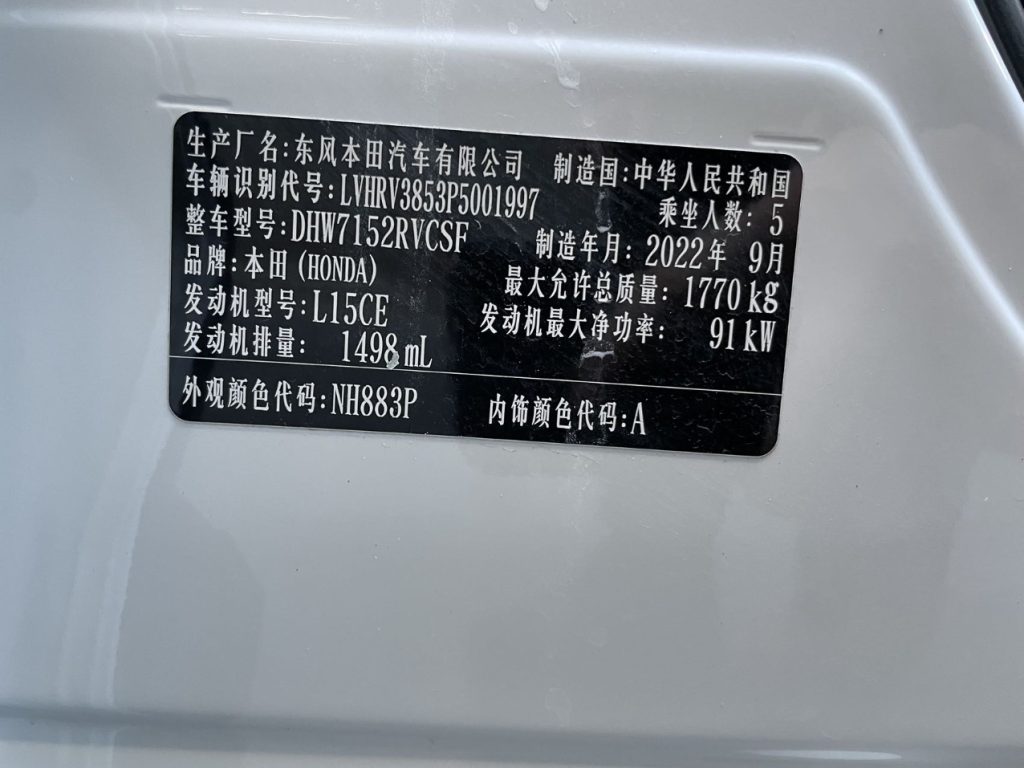 生产厂名:东风本田汽车有限公司 制造国:中华人民共和国
车辆识别代号:LVHRV3853P5001997 乘坐人数:5
整车型号:DHW7152RVCSF 制造年月:2022年 9月
品牌:本田(HONDA) 最大允许总质量:1770kg
发动机型号:L15CE 发动机最大净功率: 91kW
发动机排量: 1498mL
外观颜色代码:NH883P 内饰颜色代码:A